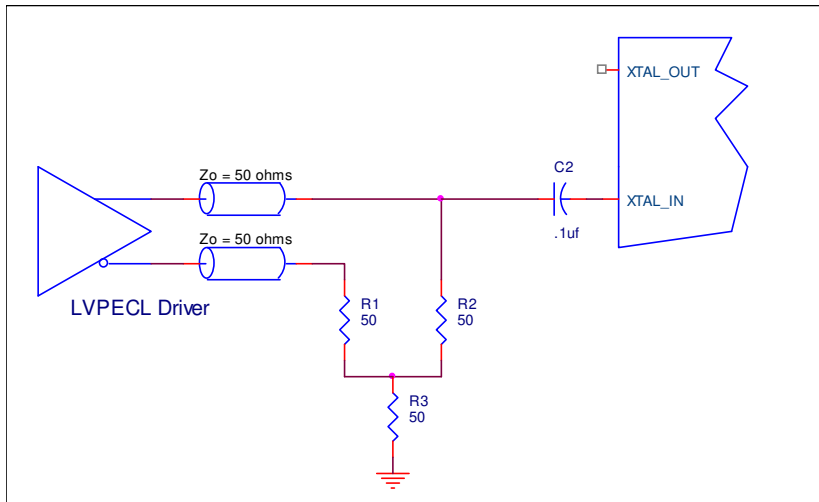 XTAL_OUT
C2
Zo = 50 ohms
XTAL_IN
.1uf
Zo = 50 ohms
LVPECL Driver
R1
50
R2
50
R3
50